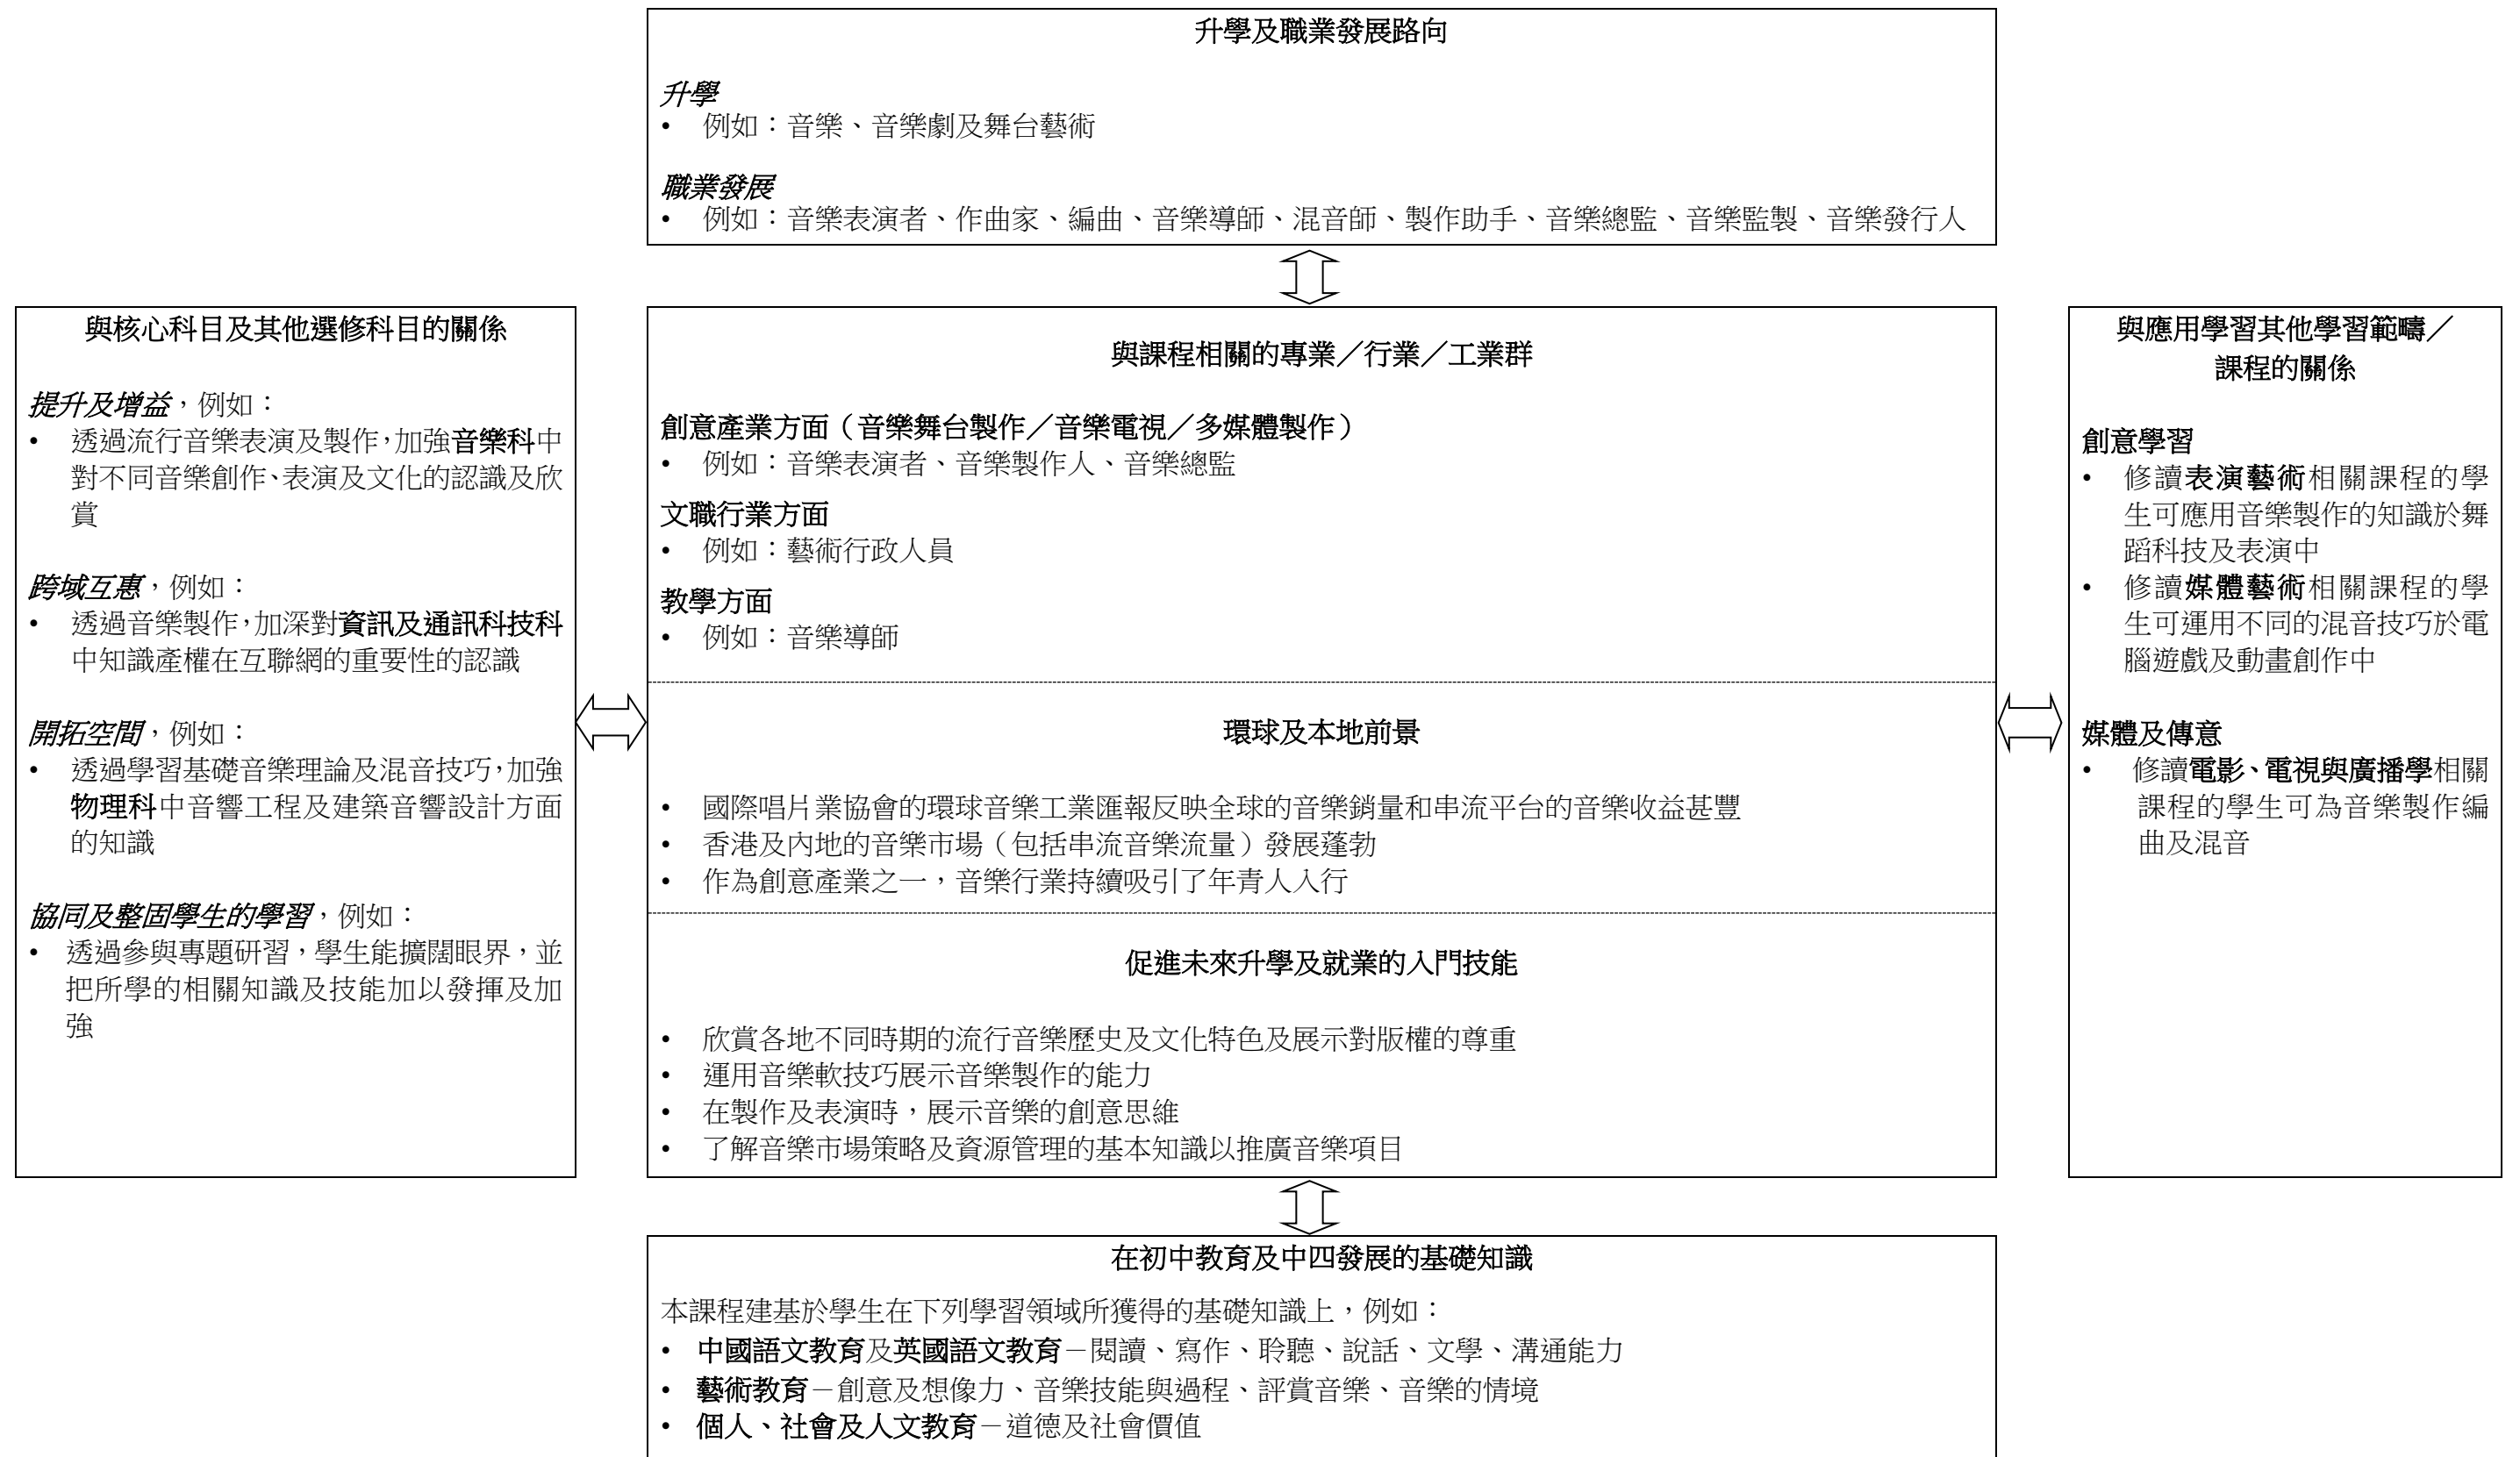 升學及職業發展路向
升學
• 例如：音樂、音樂劇及舞台藝術
職業發展
• 例如：音樂表演者、作曲家、編曲、音樂導師、混音師、製作助手、音樂總監、音樂監製、音樂發行人
與核心科目及其他選修科目的關係
提升及增益，例如：
• 透過流行音樂表演及製作，加強音樂科中
對不同音樂創作、表演及文化的認識及欣
賞
跨域互惠，例如：
• 透過音樂製作，加深對資訊及通訊科技科
中知識產權在互聯網的重要性的認識
開拓空間，例如：
• 透過學習基礎音樂理論及混音技巧，加強
物理科中音響工程及建築音響設計方面
的知識
協同及整固學生的學習，例如：
• 透過參與專題研習，學生能擴闊眼界，並
把所學的相關知識及技能加以發揮及加
強
與課程相關的專業／行業／工業群
創意產業方面（音樂舞台製作／音樂電視／多媒體製作）
• 例如：音樂表演者、音樂製作人、音樂總監
文職行業方面
• 例如：藝術行政人員
教學方面
• 例如：音樂導師
環球及本地前景
• 國際唱片業協會的環球音樂工業匯報反映全球的音樂銷量和串流平台的音樂收益甚豐
• 香港及內地的音樂市場（包括串流音樂流量）發展蓬勃
• 作為創意產業之一，音樂行業持續吸引了年青人入行
促進未來升學及就業的入門技能
• 欣賞各地不同時期的流行音樂歷史及文化特色及展示對版權的尊重
• 運用音樂軟技巧展示音樂製作的能力
• 在製作及表演時，展示音樂的創意思維
• 了解音樂市場策略及資源管理的基本知識以推廣音樂項目
與應用學習其他學習範疇／
課程的關係
創意學習
• 修讀表演藝術相關課程的學
生可應用音樂製作的知識於舞
蹈科技及表演中
• 修讀媒體藝術相關課程的學
生可運用不同的混音技巧於電
腦遊戲及動畫創作中
媒體及傳意
• 修讀電影、電視與廣播學相關
課程的學生可為音樂製作編
曲及混音
在初中教育及中四發展的基礎知識
本課程建基於學生在下列學習領域所獲得的基礎知識上，例如：
• 中國語文教育及英國語文教育－閱讀、寫作、聆聽、說話、文學、溝通能力
• 藝術教育－創意及想像力、音樂技能與過程、評賞音樂、音樂的情境
• 個人、社會及人文教育－道德及社會價值